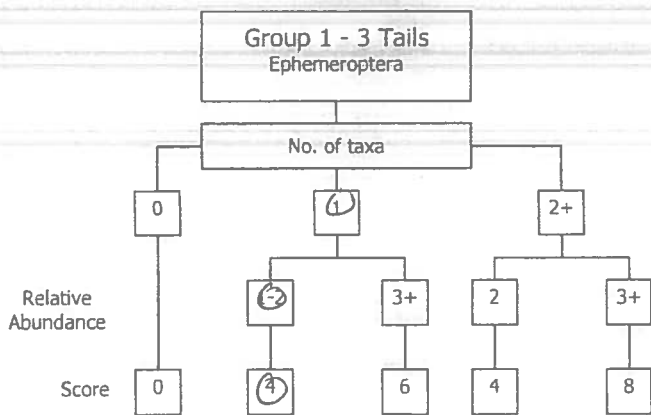 Group 1 - 3 Tails
Ephemeroptera
No. of taxa
0 1 2+
Relative
Abundance
1-2 3+ 2 3+
Score 0 4 6 4 8